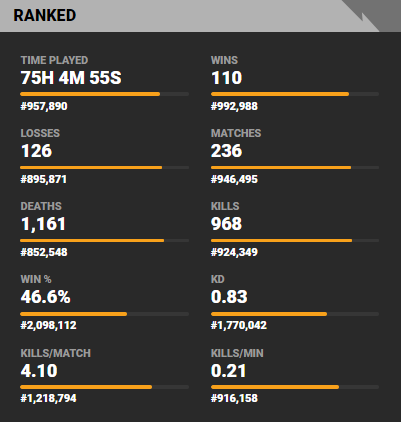 RANKED
TIME PLAYED
75H 4M 55S
#957,890
WINS
110
#992,988
LOSSES
126
#895,871
MATCHES
236
#946,495
DEATHS
1,161
#852,548
KILLS
968
#924,349
WIN %
46.6%
#2,098,112
KD
0.83
#1,770,042
KILLS/MATCH
4.10
#1,218,794
KILLS/MIN
0.21
#916,158